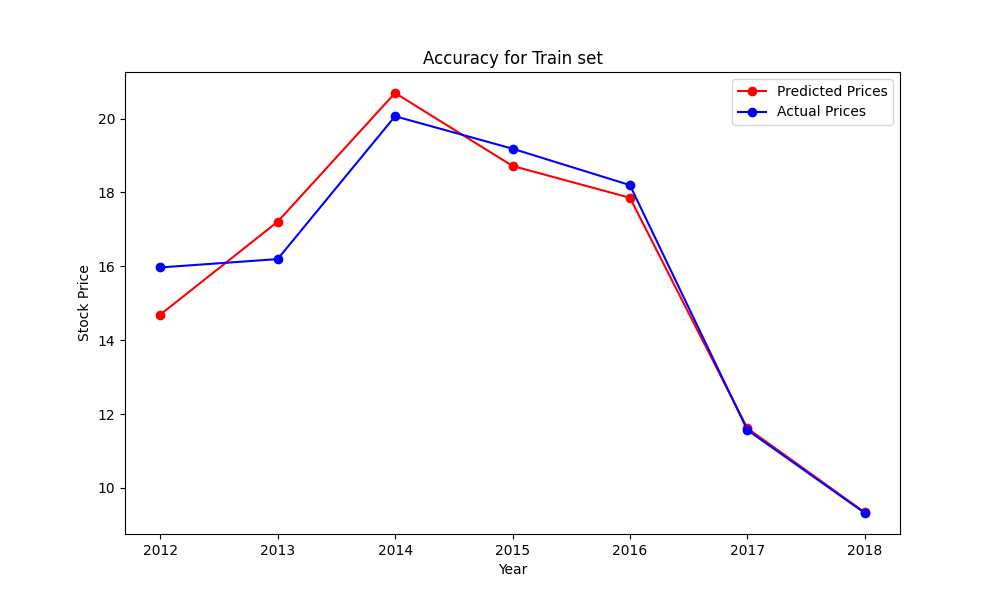 Accuracy for Train set
Predicted Prices
Actual Prices
Stock Price
20
18
16
14
12
10
2012 2013 2014 2015 2016 2017 2018
Year